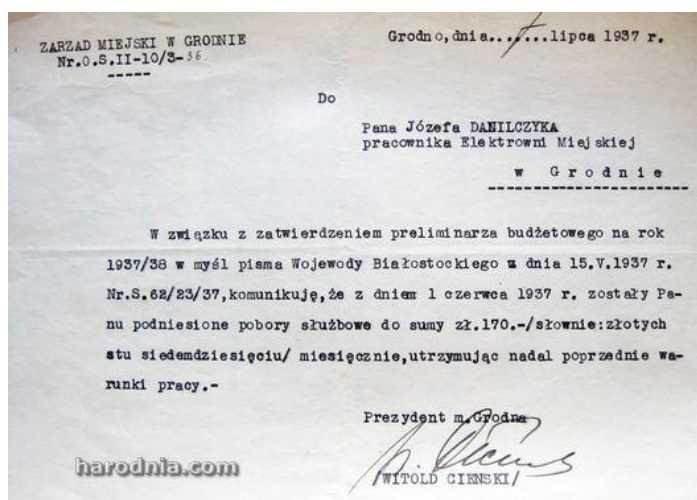 ZARZAD MIEJSKI W GRODNIE
Nr.O.S.II-10/3-36.
Grodno,dnia.........lipca 1937 r.
Do
Pana Józefa DANILCZYKA
pracownika Elektrowni Miejskiej
w Grodnie
W związku z zatwierdzeniem preliminarza budżetowego na rok
1937/38 w myśl pisma Wojewody Białostockiego z dnia 15.V.1937 r.
Nr.S.62/23/37,komunikuję,że z dniem 1 czerwca 1937 r. zostały Pa-
nu podniesione pobory służbowe do sumy zł.170.-/słownie:złotych
stu siedemdziesięciu/ miesięcznie,utrzymując nadal poprzednie wa-
runki pracy.-
Prezydent m.Grodna
/WITOLD CIENSKI/
harodnia.com